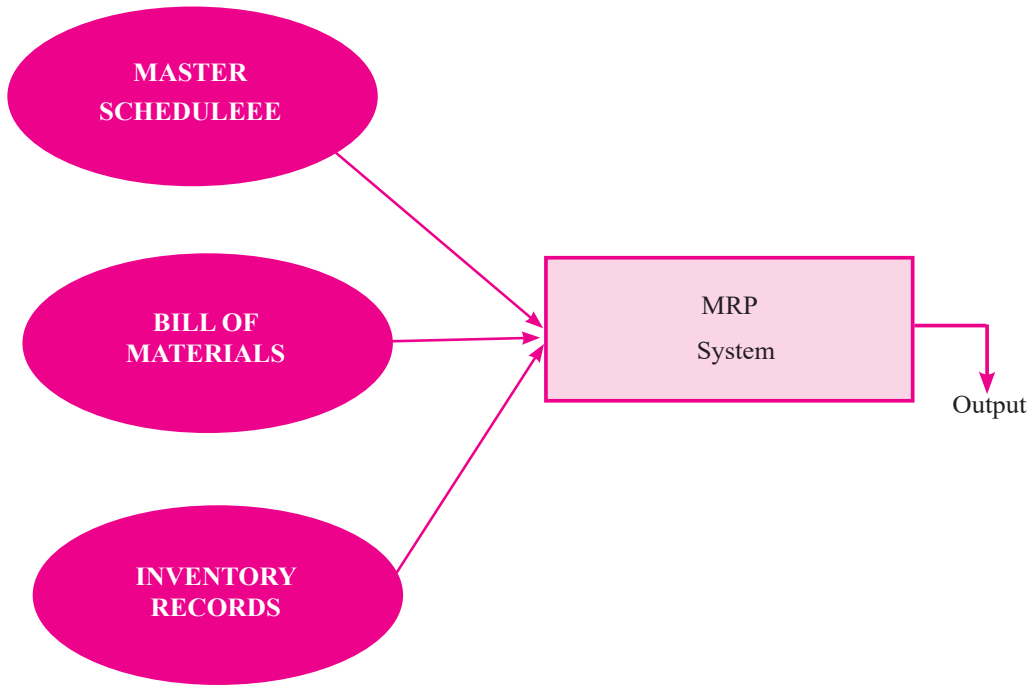 MASTER
SCHEDULEEE
BILL OF
MATERIALS
INVENTORY
RECORDS
MRP
System
Output